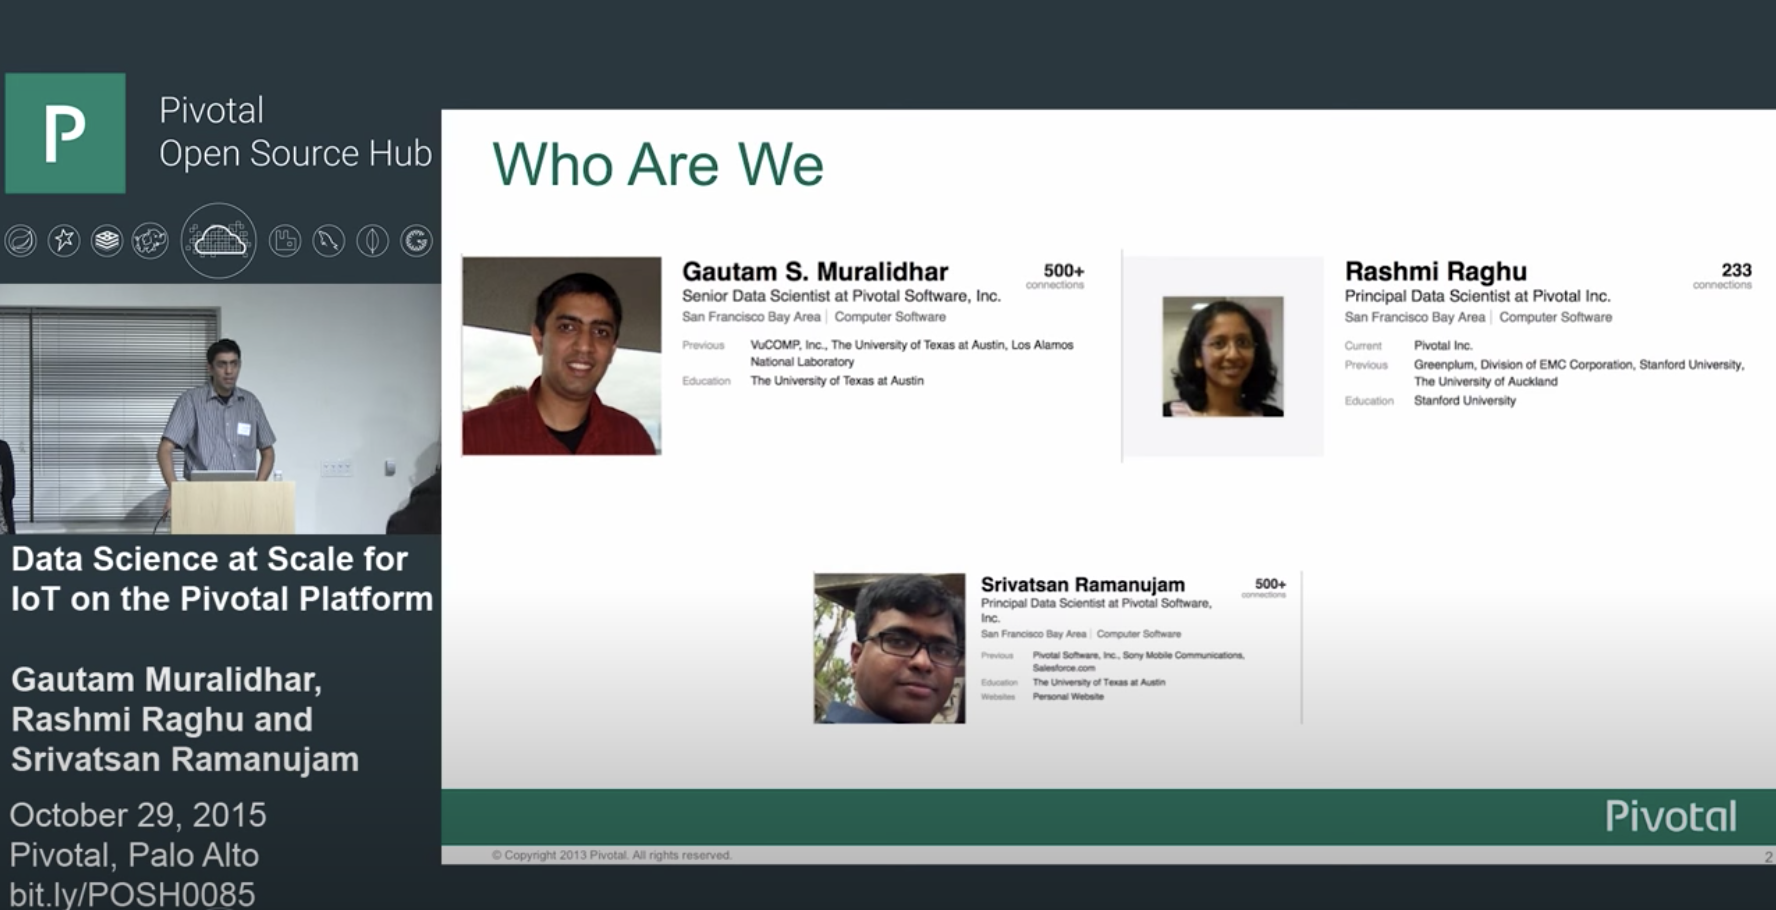 P
Pivotal
Open Source Hub
Data Science at Scale for
IoT on the Pivotal Platform
Gautam Muralidhar,
Rashmi Raghu and
Srivatsan Ramanujam
October 29, 2015
Pivotal, Palo Alto
bit.ly/POSH0085
Who Are We
Gautam S. Muralidhar
500+
connections
Senior Data Scientist at Pivotal Software, Inc.
San Francisco Bay Area | Computer Software
Previous VuCOMP, Inc., The University of Texas at Austin, Los Alamos
National Laboratory
Education The University of Texas at Austin
Rashmi Raghu
233
connections
Principal Data Scientist at Pivotal Inc.
San Francisco Bay Area | Computer Software
Current Pivotal Inc.
Previous Greenplum, Division of EMC Corporation, Stanford University,
The University of Auckland
Education Stanford University
Srivatsan Ramanujam
500+
connections
Principal Data Scientist at Pivotal Software,
Inc.
San Francisco Bay Area | Computer Software
Previous Pivotal Software, Inc., Sony Mobile Communications,
Salesforce.com
Education The University of Texas at Austin
Websites Personal Website
Pivotal
© Copyright 2013 Pivotal. All rights reserved.
2